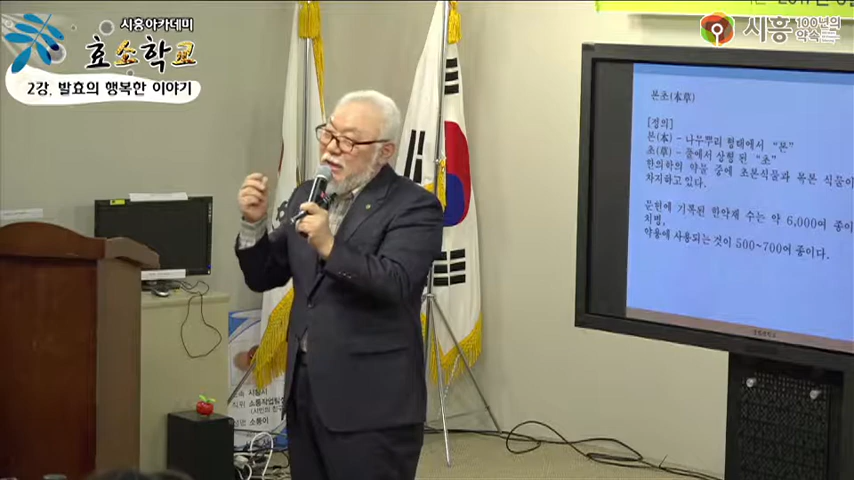 시흥아카데미
효소학교
2강. 발효의 행복한 이야기
시흥 100년의 약속
본초(本草)
[정의]
본(本) - 나무뿌리 형태에서 "본"
초(草) - 풀에서 상형 된 "초"
한의학의 약물 중에 초본식물과 목본 식물이
차지하고 있다.
문헌에 기록된 한약재 수는 약 6,000여 종이
치병,
약용에 사용되는것이 500~700여 종이다.